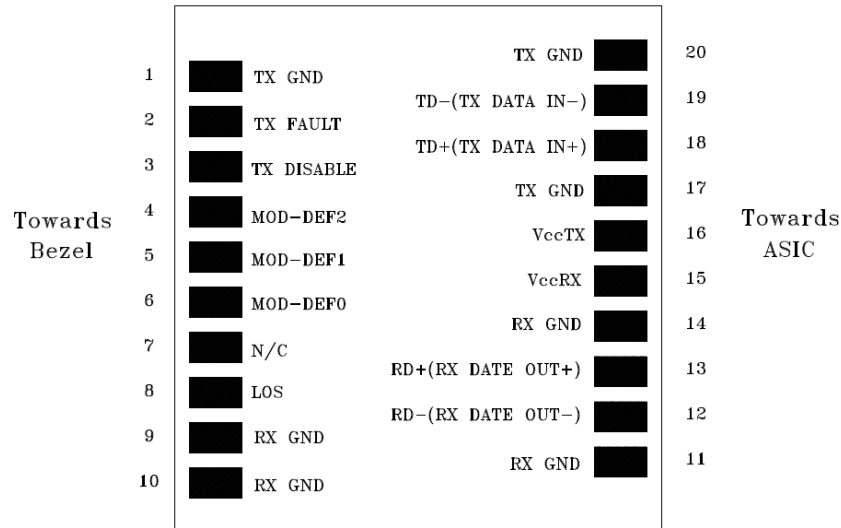 Towards
Bezel
1 TX GND
2 TX FAULT
3 TX DISABLE
4 MOD-DEF2
5 MOD-DEF1
6 MOD-DEF0
7 N/C
8 LOS
9 RX GND
10 RX GND
TX GND 20
TD-(TX DATA IN-) 19
TD+(TX DATA IN+) 18
TX GND 17
VccTX 16
VccRX 15
RX GND 14
RD+(RX DATE OUT+) 13
RD-(RX DATE OUT-) 12
RX GND 11
Towards
ASIC